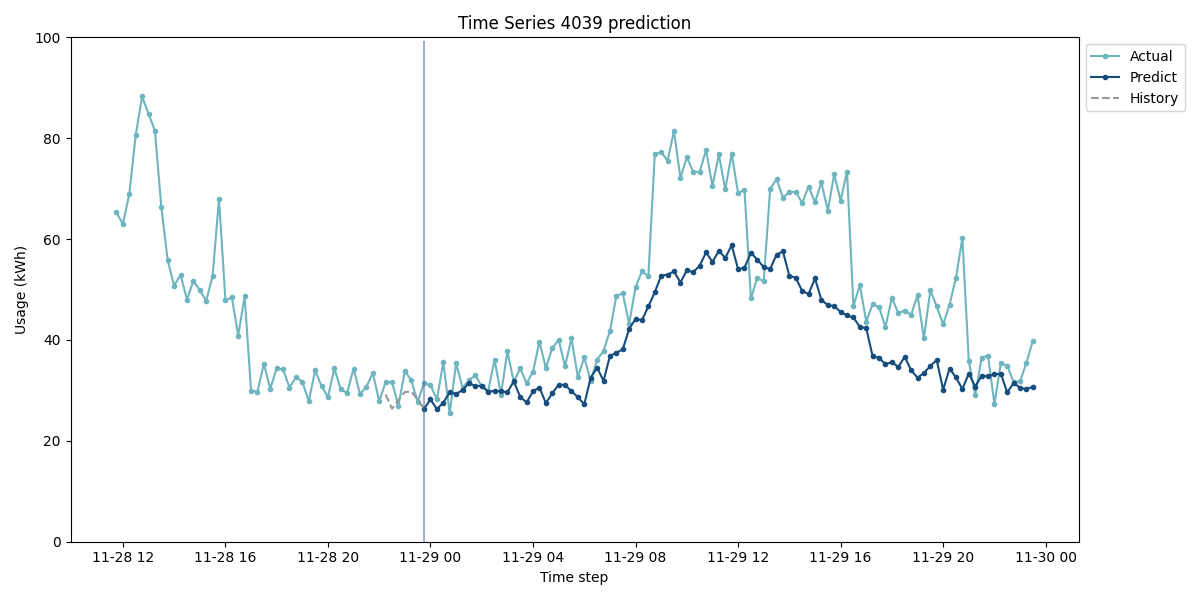 Time Series 4039 prediction
Actual
Predict
History
Usage (kWh)
100
80
60
40
20
0
11-28 12 11-28 16 11-28 20 11-29 00 11-29 04 11-29 08 11-29 12 11-29 16 11-29 20 11-30 00
Time step